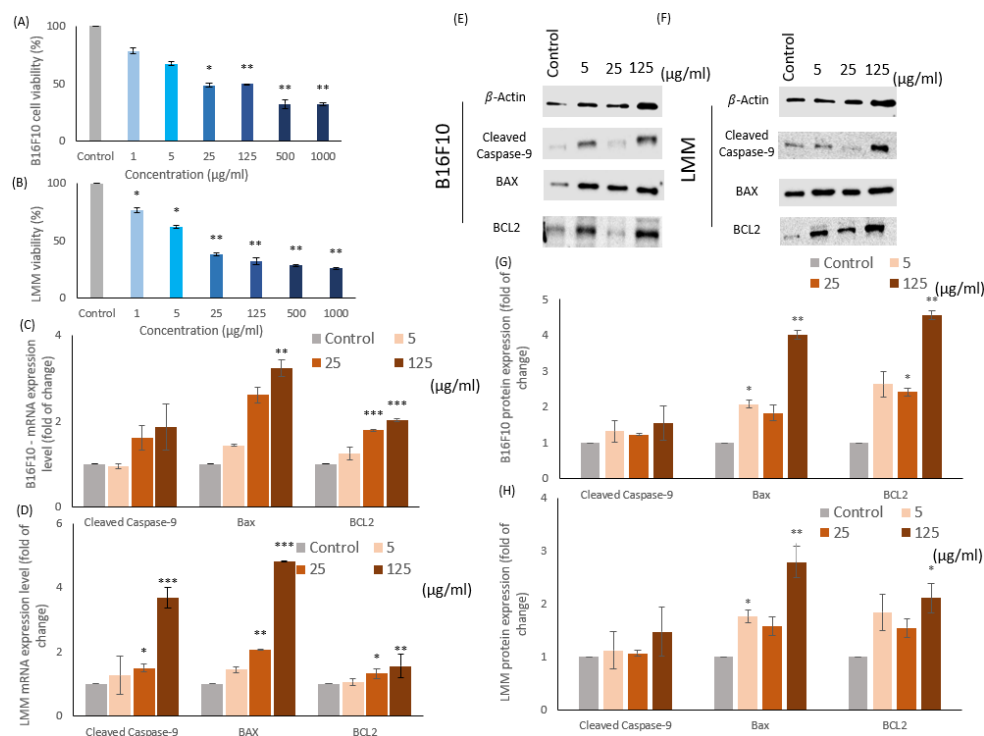 (A)
B16F10 cell viability (%)
100
50
0
*
**
**
**
Control 1 5 25 125 500 1000
Concentration (µg/ml)
(B)
LMM viability (%)
100
50
0
*
*
**
**
**
**
Control 1 5 25 125 500 1000
Concentration (µg/ml)
(C)
B16F10 - mRNA expression
level (fold of change)
4
2
0
Control 5
25 125
(µg/ml)
**
***
***
Cleaved Caspase-9 Bax BCL2
(D)
LMM mRNA expression level (fold of
change)
6
4
2
0
Control 5
25 125
(µg/ml)
*
***
**
***
*
**
Cleaved Caspase-9 BAX BCL2
(E)
Control
5 25 125 (µg/ml)
B16F10
β-Actin
Cleaved
Caspase-9
BAX
BCL2
(F)
Control
5 25 125
(µg/ml)
LMM
β-Actin
Cleaved
Caspase-9
BAX
BCL2
(G)
B16F10 protein expression (fold of
change)
5
4
3
2
1
0
Control 5
25 125
(µg/ml)
*
**
*
**
Cleaved Caspase-9 Bax BCL2
(H)
LMM protein expression (fold of
change)
4
3
2
1
0
Control 5
25 125
(µg/ml)
*
**
*
Cleaved Caspase-9 Bax BCL2